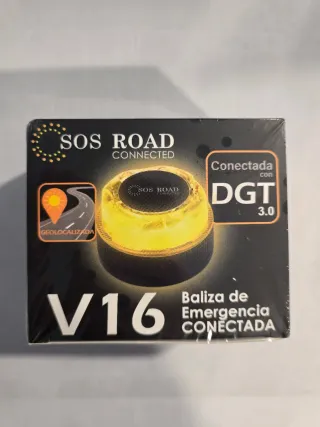 SOS ROAD
CONNECTED
Conectada
con
DGT
3.0
GEOLOCALIZADA
SOS ROAD
V16
Baliza de
Emergencia
CONECTADA